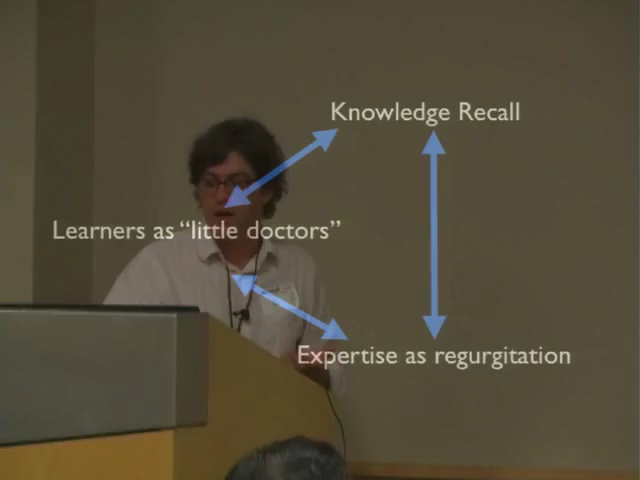 Knowledge Recall
Learners as “little doctors”
Expertise as regurgitation